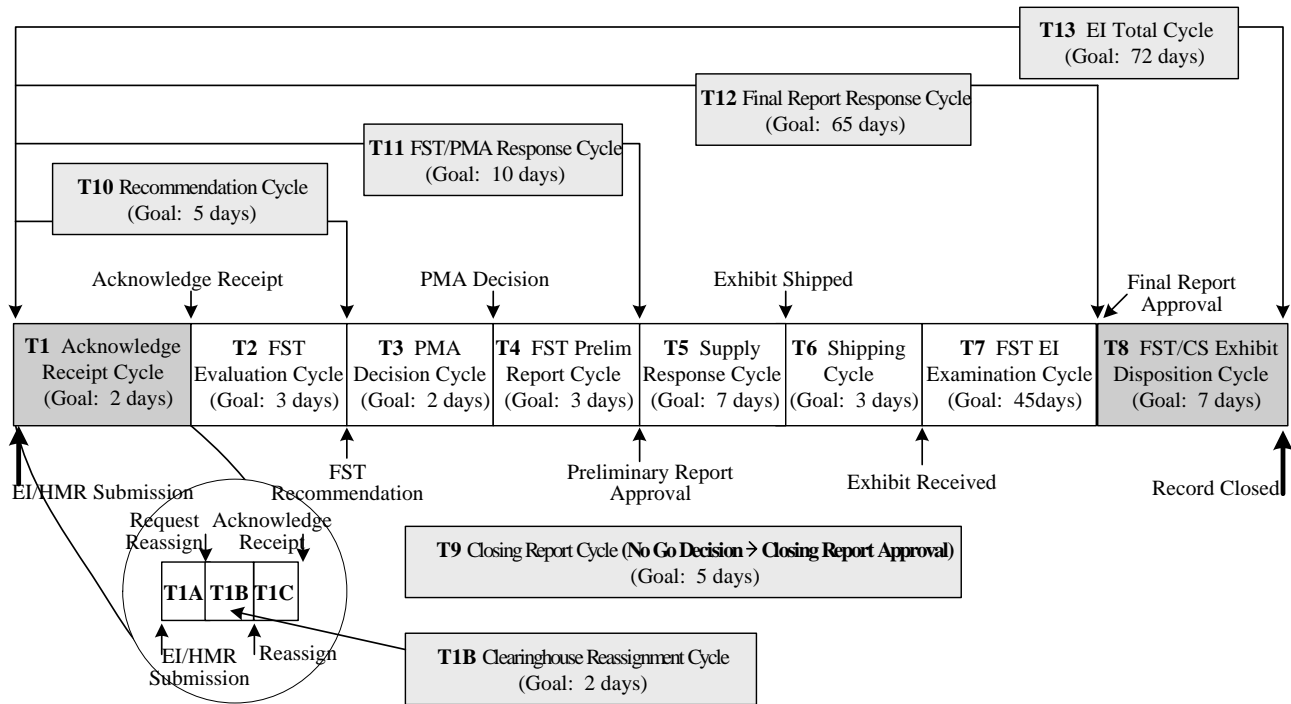 T13 EI Total Cycle
(Goal: 72 days)
T12 Final Report Response Cycle
(Goal: 65 days)
T11 FST/PMA Response Cycle
(Goal: 10 days)
T10 Recommendation Cycle
(Goal: 5 days)
Acknowledge Receipt
PMA Decision
Exhibit Shipped
Final Report
Approval
T1 Acknowledge
Receipt Cycle
(Goal: 2 days)
T2 FST
Evaluation Cycle
(Goal: 3 days)
T3 PMA
Decision Cycle
(Goal: 2 days)
T4 FST Prelim
Report Cycle
(Goal: 3 days)
T5 Supply
Response Cycle
(Goal: 7 days)
T6 Shipping
Cycle
(Goal: 3 days)
T7 FST EI
Examination Cycle
(Goal: 45days)
T8 FST/CS Exhibit
Disposition Cycle
(Goal: 7 days)
EI/HMR Submission
FST
Recommendation
Preliminary Report
Approval
Exhibit Received
Record Closed
Request
Reassign
Acknowledge
Receipt
T1A
T1B
T1C
EI/HMR
Submission
Reassign
T9 Closing Report Cycle (No Go Decision → Closing Report Approval)
(Goal: 5 days)
T1B Clearinghouse Reassignment Cycle
(Goal: 2 days)